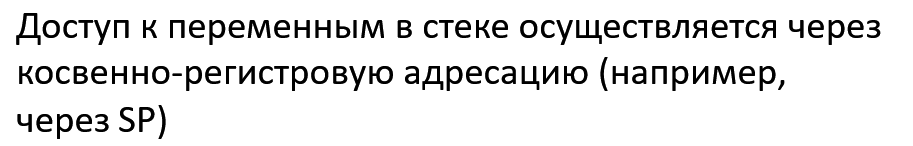 Доступ к переменным в стеке осуществляется через
косвенно-регистровую адресацию (например,
через SP)